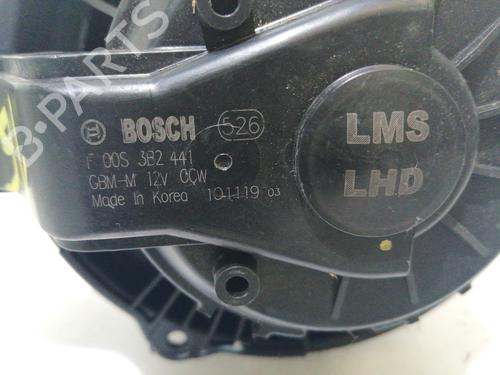 BOSCH 526
F 00S 3B2 441
GBM-M 12V CCW
Made in Korea 101119 03
LMS
LHD
B-PARTS